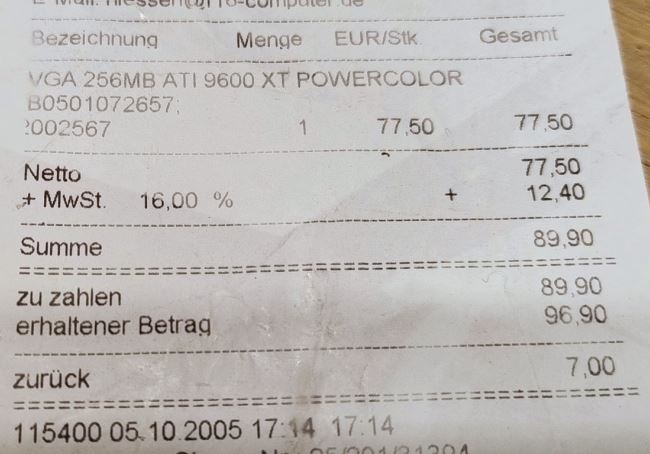 Bezeichnung Menge EUR/Stk. Gesamt
VGA 256MB ATI 9600 XT POWERCOLOR
B0501072657;
2002567 1 77,50 77,50
Netto 77,50
+ MwSt. 16,00 % + 12,40
Summe 89,90
zu zahlen 89,90
erhaltener Betrag 96,90
zurück 7,00
115400 05.10.2005 17:14 17:14